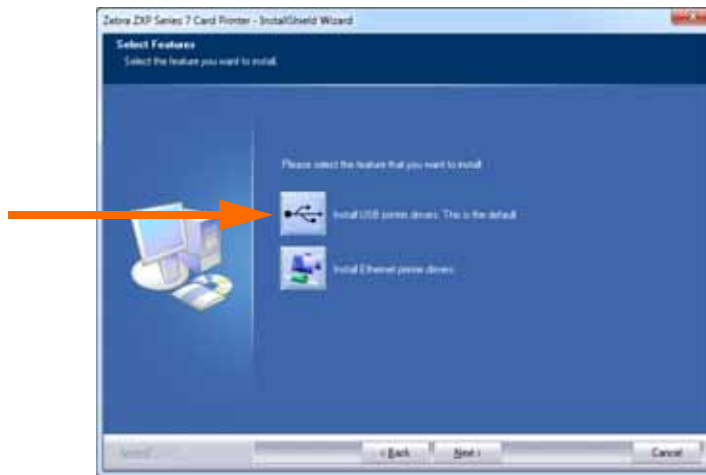 Zebra ZXP Series 7 Card Printer - InstallShield Wizard
Select Features
Select the feature you want to install.
Please select the feature that you want to install
Install USB printer drivers. This is the default
Install Ethernet printer drivers
< Back
Next >
Cancel